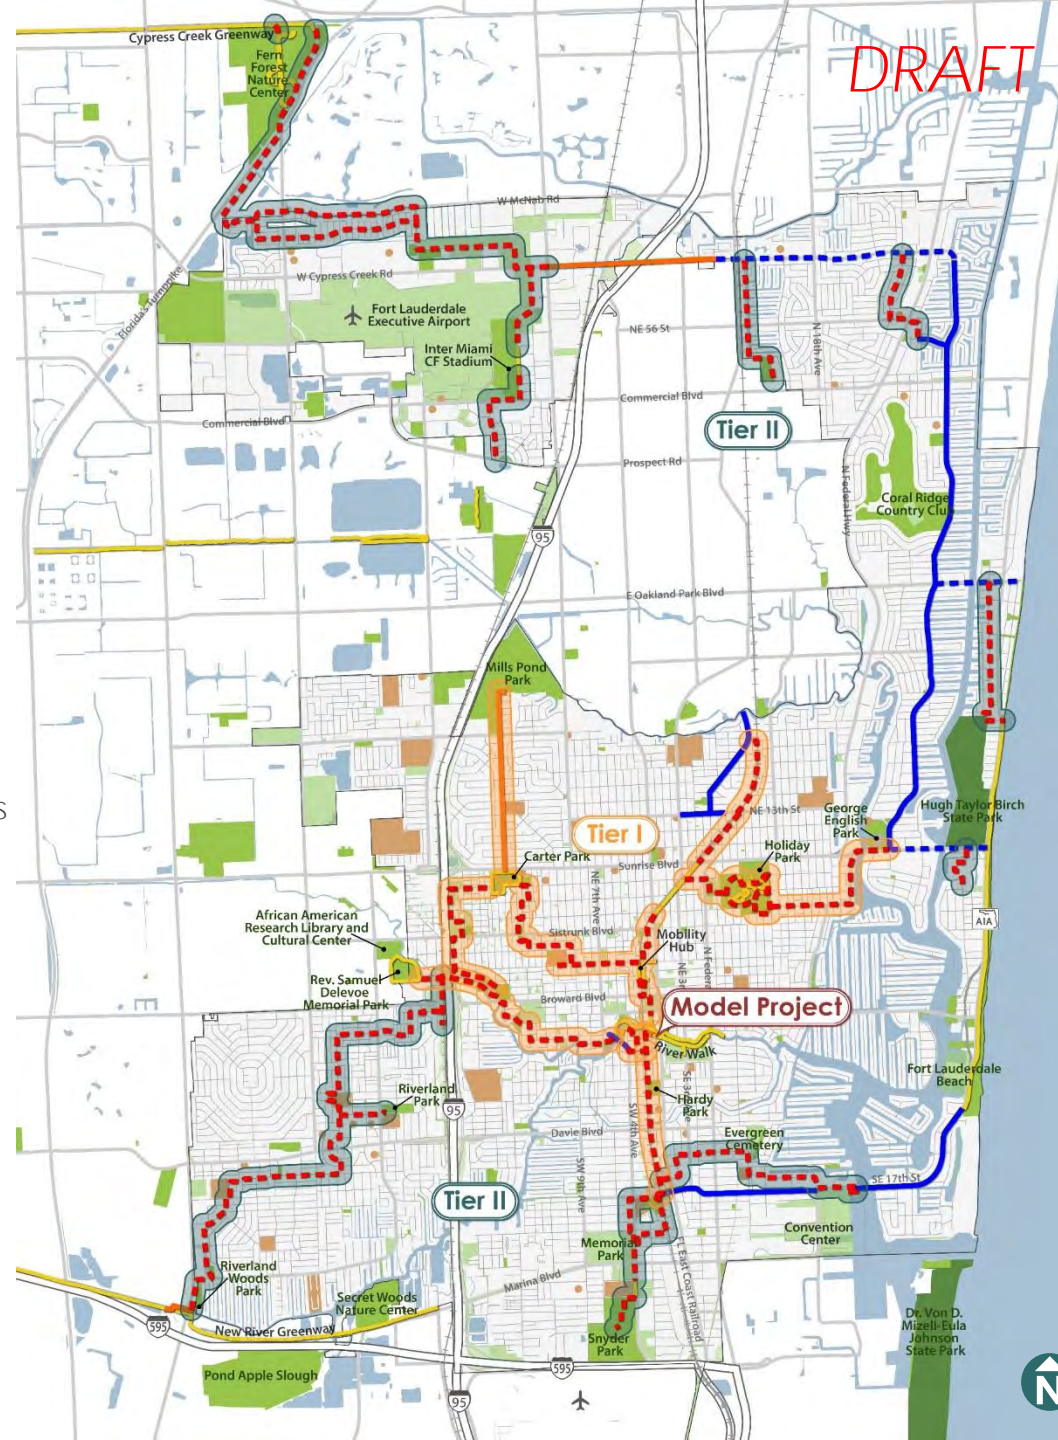 DRAFT
Cypress Creek Greenway
Fern
Forest
Nature
Center
W McNab Rd
W Cypress Creek Rd
Florida's Turnpike
Fort Lauderdale
Executive Airport
NE 56 St
N 18th Ave
Inter Miami
CF Stadium
Commercial Blvd
Commercial Blvd
Tier II
Prospect Rd
N Federal Hwy
Coral Ridge
Country Clu
95
E Oakland Park Blvd
Mills Pond
Park
S
NE 13th St
George
English
Park
Hugh Taylor Birch
State Park
Tier I
Holiday
Park
Carter Park
Sunrise Blvd
NE 7th Ave
African American
Research Library and
Cultural Center
Sistrunk Blvd
Mobility
Hub
A1A
N Federa
NE 3r
Rev. Samuel
Delevoe
Memorial Park
Broward Blvd
Model Project
River Walk
Fort Lauderdale
Beach
Riverland
Park
95
Hardy
Park
SW 4th Ave
Davie Blvd
Evergreen
Cemetery
SW 9th Ave
SE 17th St
Tier II
Convention
Center
Memorial
Park
Riverland
Woods
Park
Marina Blvd
East Coast Railroad
Secret Woods
Nature Center
595
New River Greenway
Snyder
Park
Dr. Von D.
Mizell-Eula
Johnson
State Park
Pond Apple Slough
595
95
N